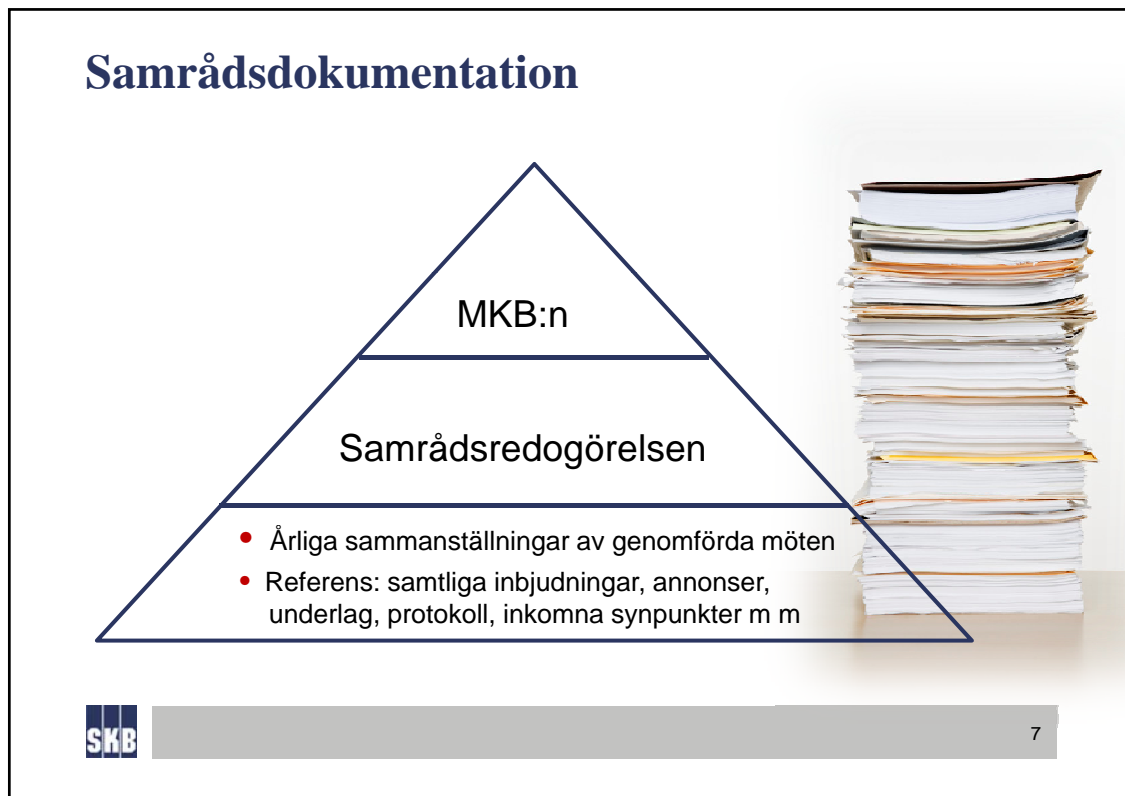 Samrådsdokumentation
MKB:n
Samrådsredogörelsen
• Årliga sammanställningar av genomförda möten
• Referens: samtliga inbjudningar, annonser,
underlag, protokoll, inkomna synpunkter m m
SKB
7